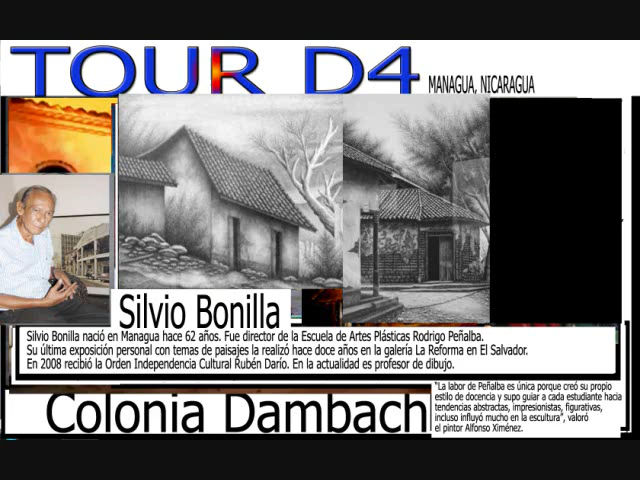 TOUR D4
MANAGUA, NICARAGUA
Silvio Bonilla
Silvio Bonilla nació en Managua hace 62 años. Fue director de la Escuela de Artes Plásticas Rodrigo Peñalba.
Su última exposición personal con temas de paisajes la realizó hace doce años en la galería La Reforma en El Salvador.
En 2008 recibió la Orden Independencia Cultural Rubén Darío. En la actualidad es profesor de dibujo.
Colonia Dambach
"La labor de Peñalba es única porque creó su propio
estilo de docencia y supo guiar a cada estudiante hacia
tendencias abstractas, impresionistas, figurativas,
incluso influyó mucho en la escultura", valoró
el pintor Alfonso Ximénez.